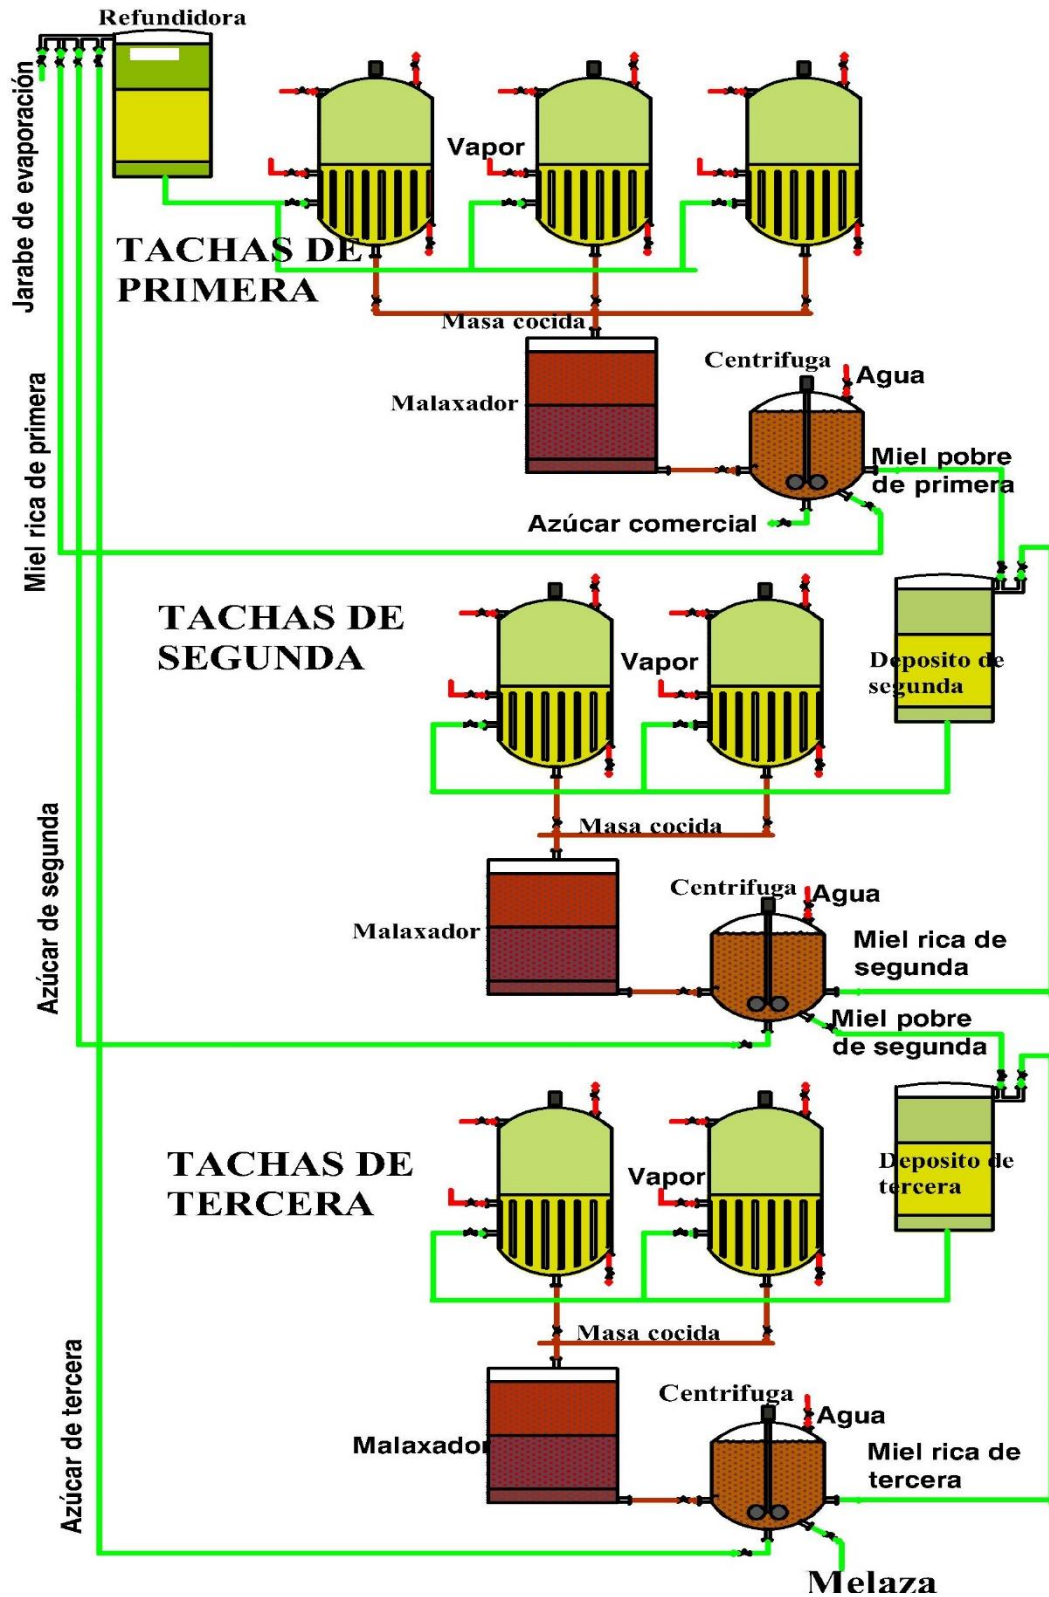 Refundidora
Jarabe de evaporación
Vapor
TACHAS DE
PRIMERA
Masa cocida
Malaxador
Centrifuga
Agua
Miel pobre
de primera
Azúcar comercial
Miel rica de primera
TACHAS DE
SEGUNDA
Vapor
Deposito de
segunda
Masa cocida
Malaxador
Centrifuga
Agua
Miel rica de
segunda
Miel pobre
de segunda
Azúcar de segunda
TACHAS DE
TERCERA
Vapor
Deposito de
tercera
Masa cocida
Malaxador
Centrifuga
Agua
Miel rica de
tercera
Azúcar de tercera
Melaza